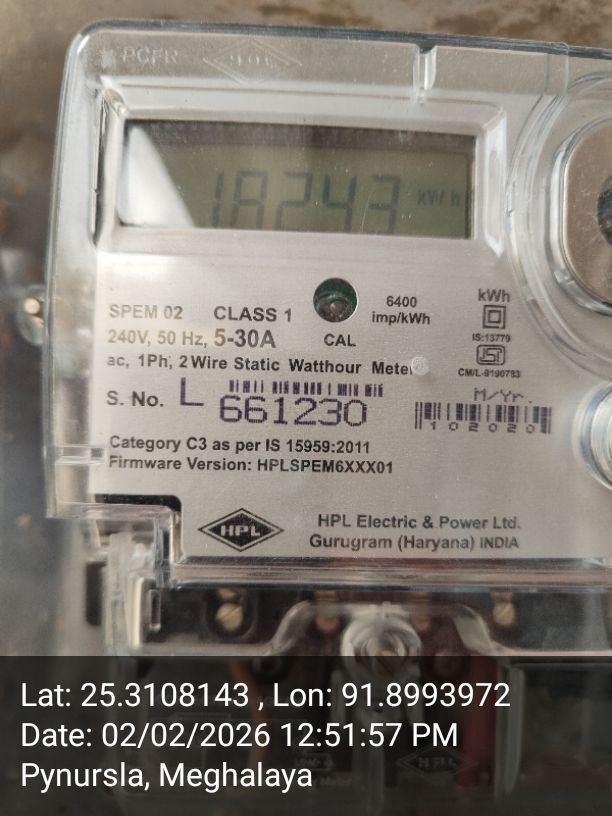 18243 kWh
SPEM 02 CLASS 1
240V, 50 Hz, 5-30A
CAL
6400
imp/kWh
kWh
IS:13779
CM/L-9190793
ac, 1Ph, 2 Wire Static Watthour Meter
S. No. L 661230
M/Yr.
102020
Category C3 as per IS 15959:2011
Firmware Version: HPLSPEM6XXX01
HPL
HPL Electric & Power Ltd.
Gurugram (Haryana) INDIA
Lat: 25.3108143 , Lon: 91.8993972
Date: 02/02/2026 12:51:57 PM
Pynursla, Meghalaya